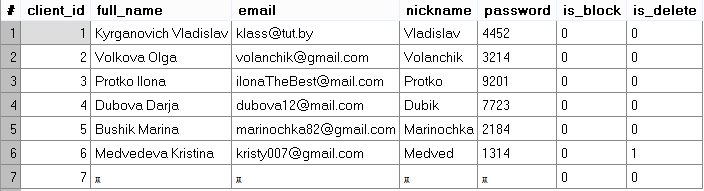 # client_id full_name email nickname password is_block is_delete
1 1 Kyrganovich Vladislav klass@tut.by Vladislav 4452 0 0
2 2 Volkova Olga volanchik@gmail.com Volanchik 3214 0 0
3 3 Protko Ilona ilonaTheBest@mail.com Protko 9201 0 0
4 4 Dubova Darja dubova12@mail.com Dubik 7723 0 0
5 5 Bushik Marina marinochka82@gmail.com Marinochka 2184 0 0
6 6 Medvedeva Kristina kristy007@gmail.com Medved 1314 0 1
7 7 0 0